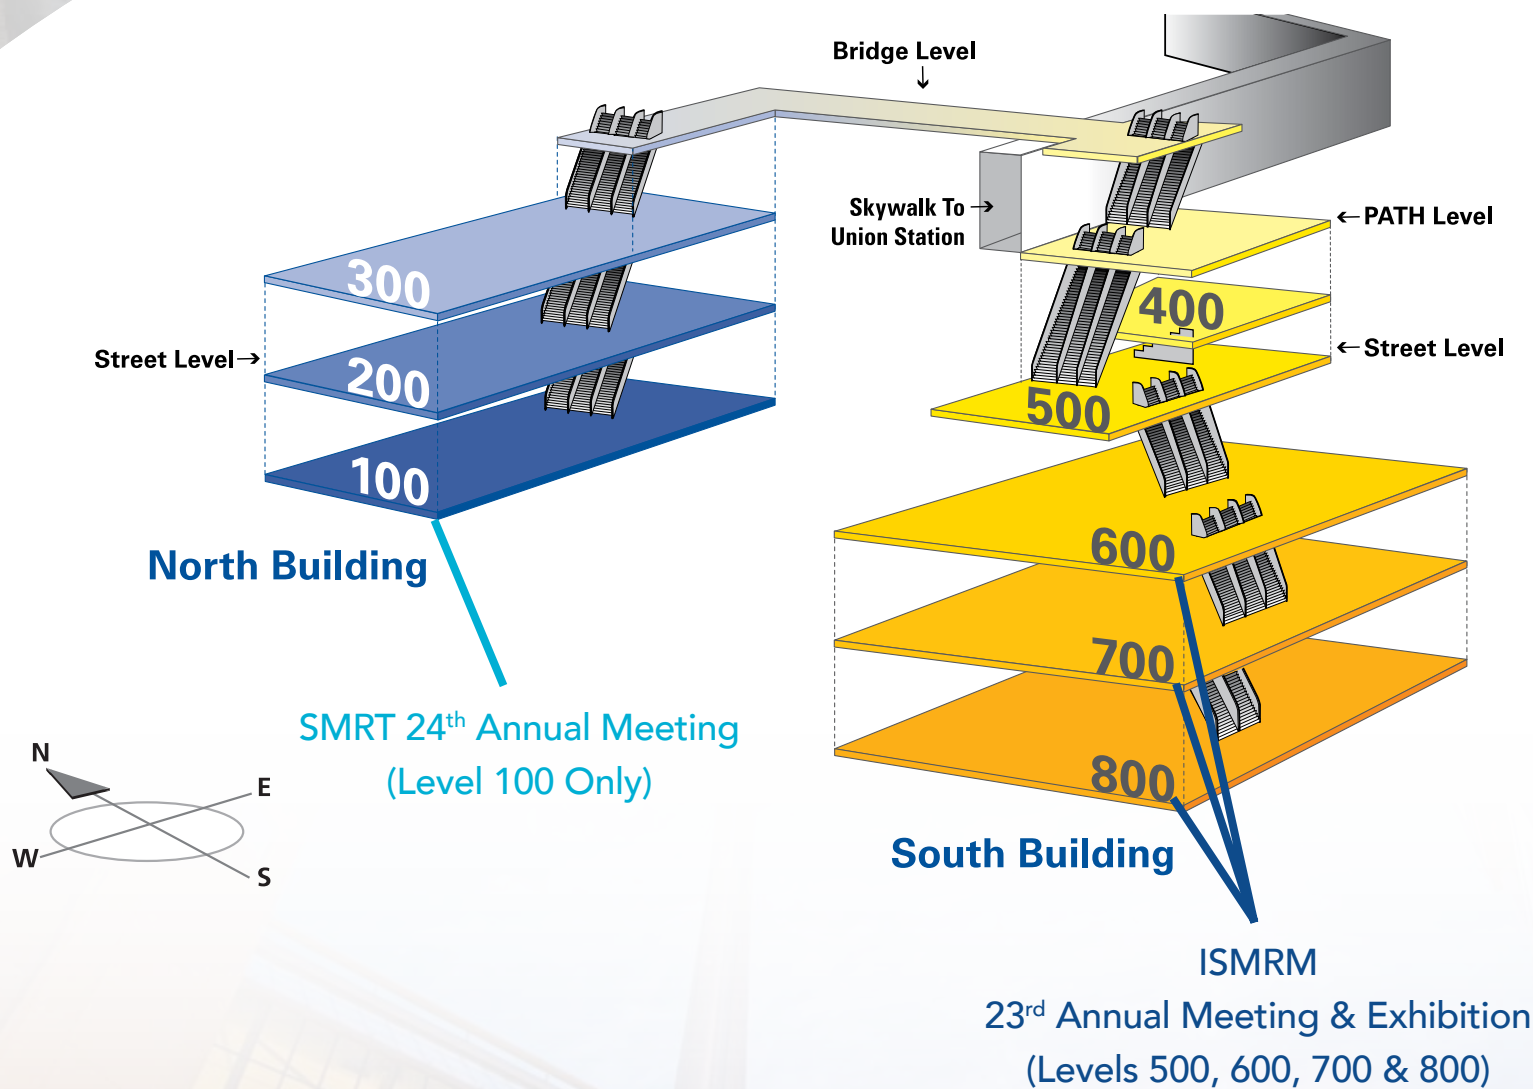 Bridge Level
Skywalk To
Union Station
PATH Level
300
400
Street Level
Street Level
200
500
100
North Building
600
700
SMRT 24th Annual Meeting
(Level 100 Only)
N
E
W
S
800
South Building
ISMRM
23rd Annual Meeting & Exhibition
(Levels 500, 600, 700 & 800)